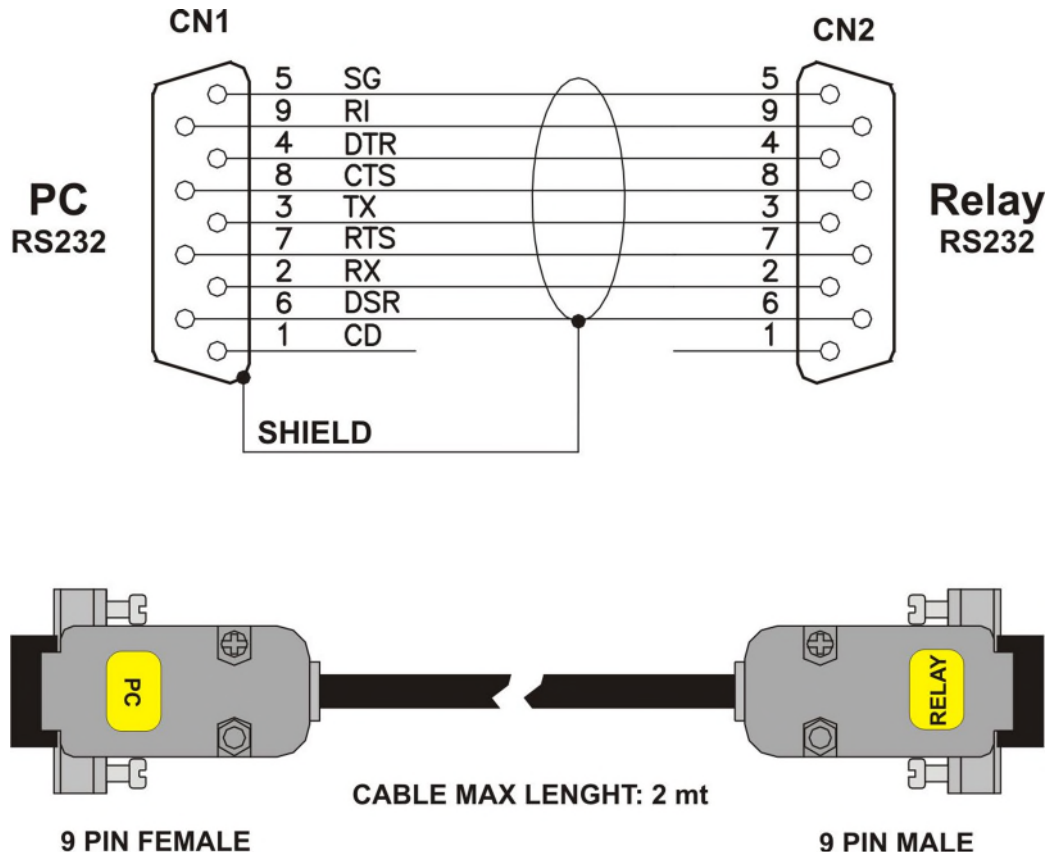 CN1
CN2
5 SG 5
9 RI 9
4 DTR 4
8 CTS 8
3 TX 3
7 RTS 7
2 RX 2
6 DSR 6
1 CD 1
PC
RS232
Relay
RS232
SHIELD
PC
RELAY
CABLE MAX LENGHT: 2 mt
9 PIN FEMALE
9 PIN MALE